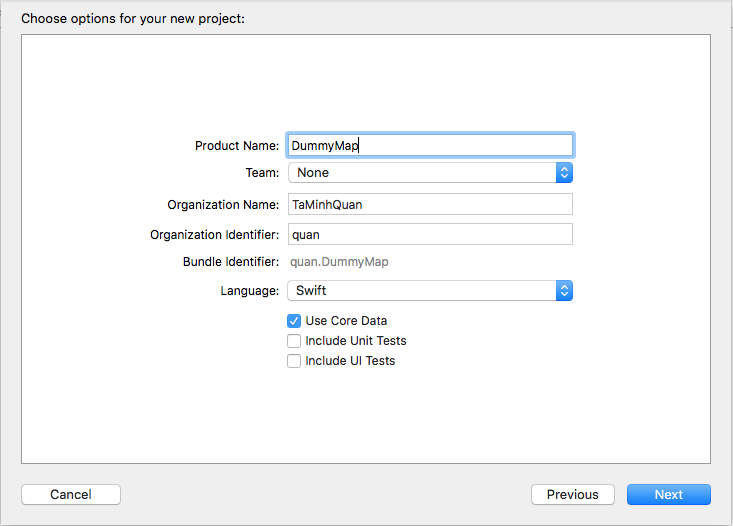 Choose options for your new project:
Product Name: DummyMap
Team: None
Organization Name: TaMinhQuan
Organization Identifier: quan
Bundle Identifier: quan.DummyMap
Language: Swift
Use Core Data
Include Unit Tests
Include UI Tests
Cancel Previous Next